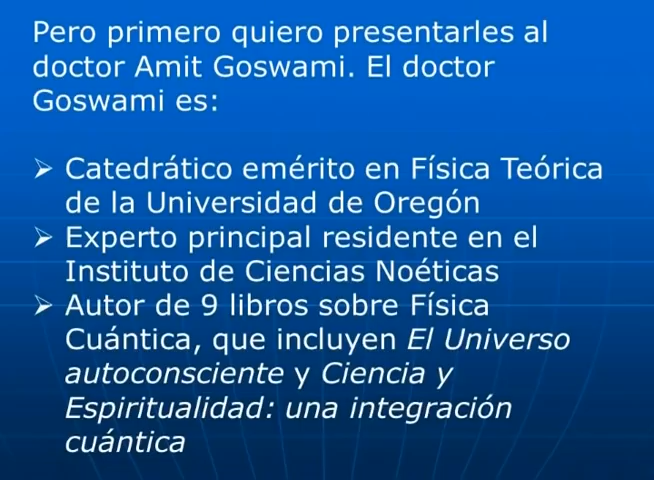 Pero primero quiero presentarles al
doctor Amit Goswami. El doctor
Goswami es:
➢ Catedrático emérito en Física Teórica
de la Universidad de Oregón
➢ Experto principal residente en el
Instituto de Ciencias Noéticas
➢ Autor de 9 libros sobre Física
Cuántica, que incluyen El Universo
autoconsciente y Ciencia y
Espiritualidad: una integración
cuántica